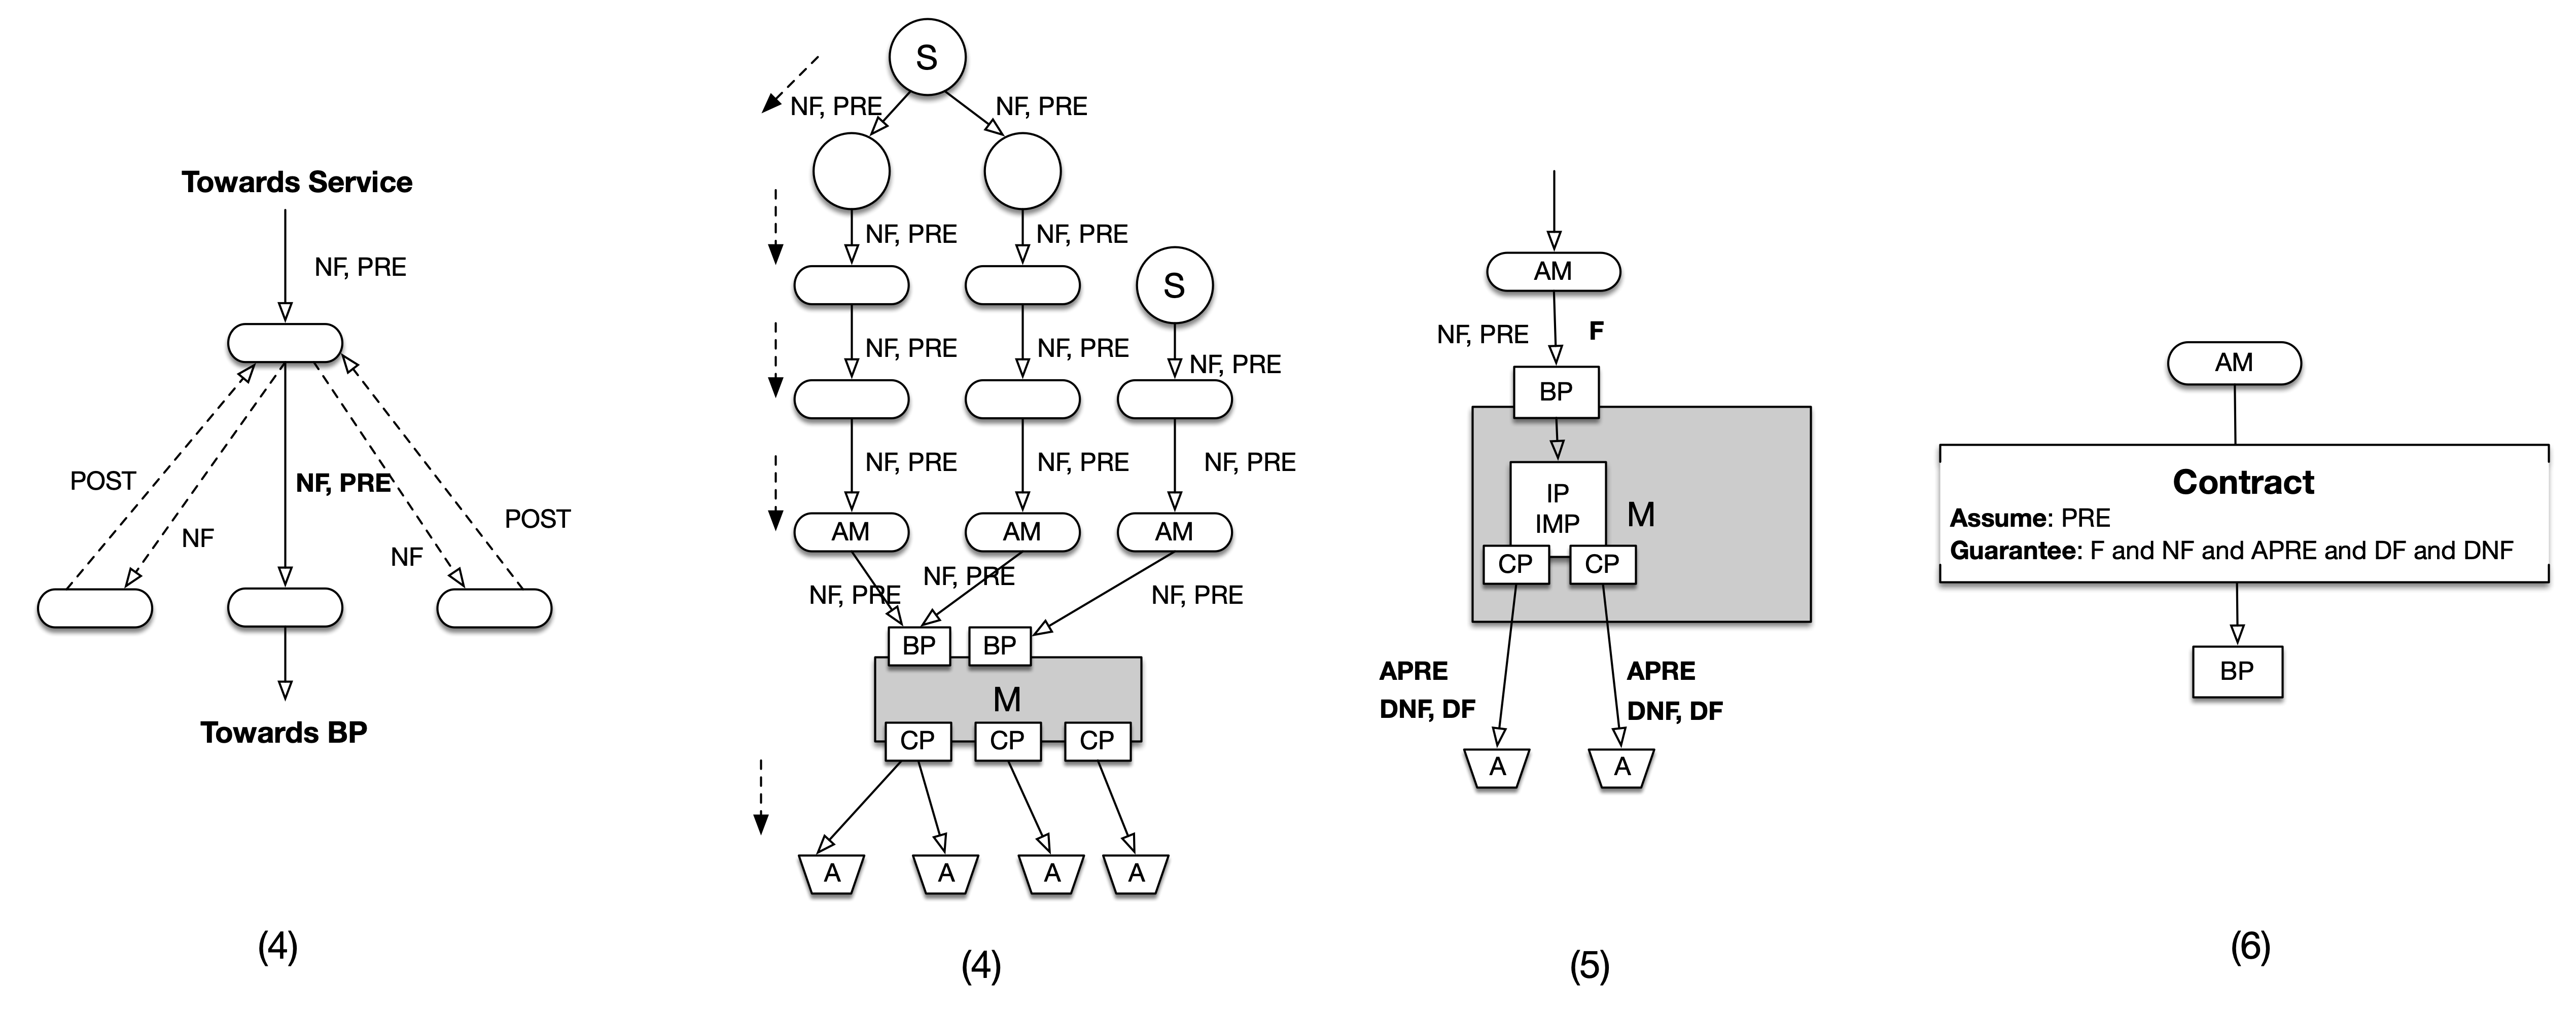 Towards Service
NF, PRE
POST
NF, PRE
NF
NF
POST
Towards BP
(4)
S
NF, PRE
NF, PRE
NF, PRE
NF, PRE
S
NF, PRE
NF, PRE
NF, PRE
NF, PRE
NF, PRE
NF, PRE
AM
AM
AM
NF, PRE
NF, PRE
NF, PRE
BP
BP
M
CP
CP
CP
A
A
A
A
(4)
AM
NF, PRE
F
BP
IP
IMP
M
CP
CP
APRE
DNF, DF
APRE
DNF, DF
A
A
(5)
AM
Contract
Assume: PRE
Guarantee: F and NF and APRE and DF and DNF
BP
(6)